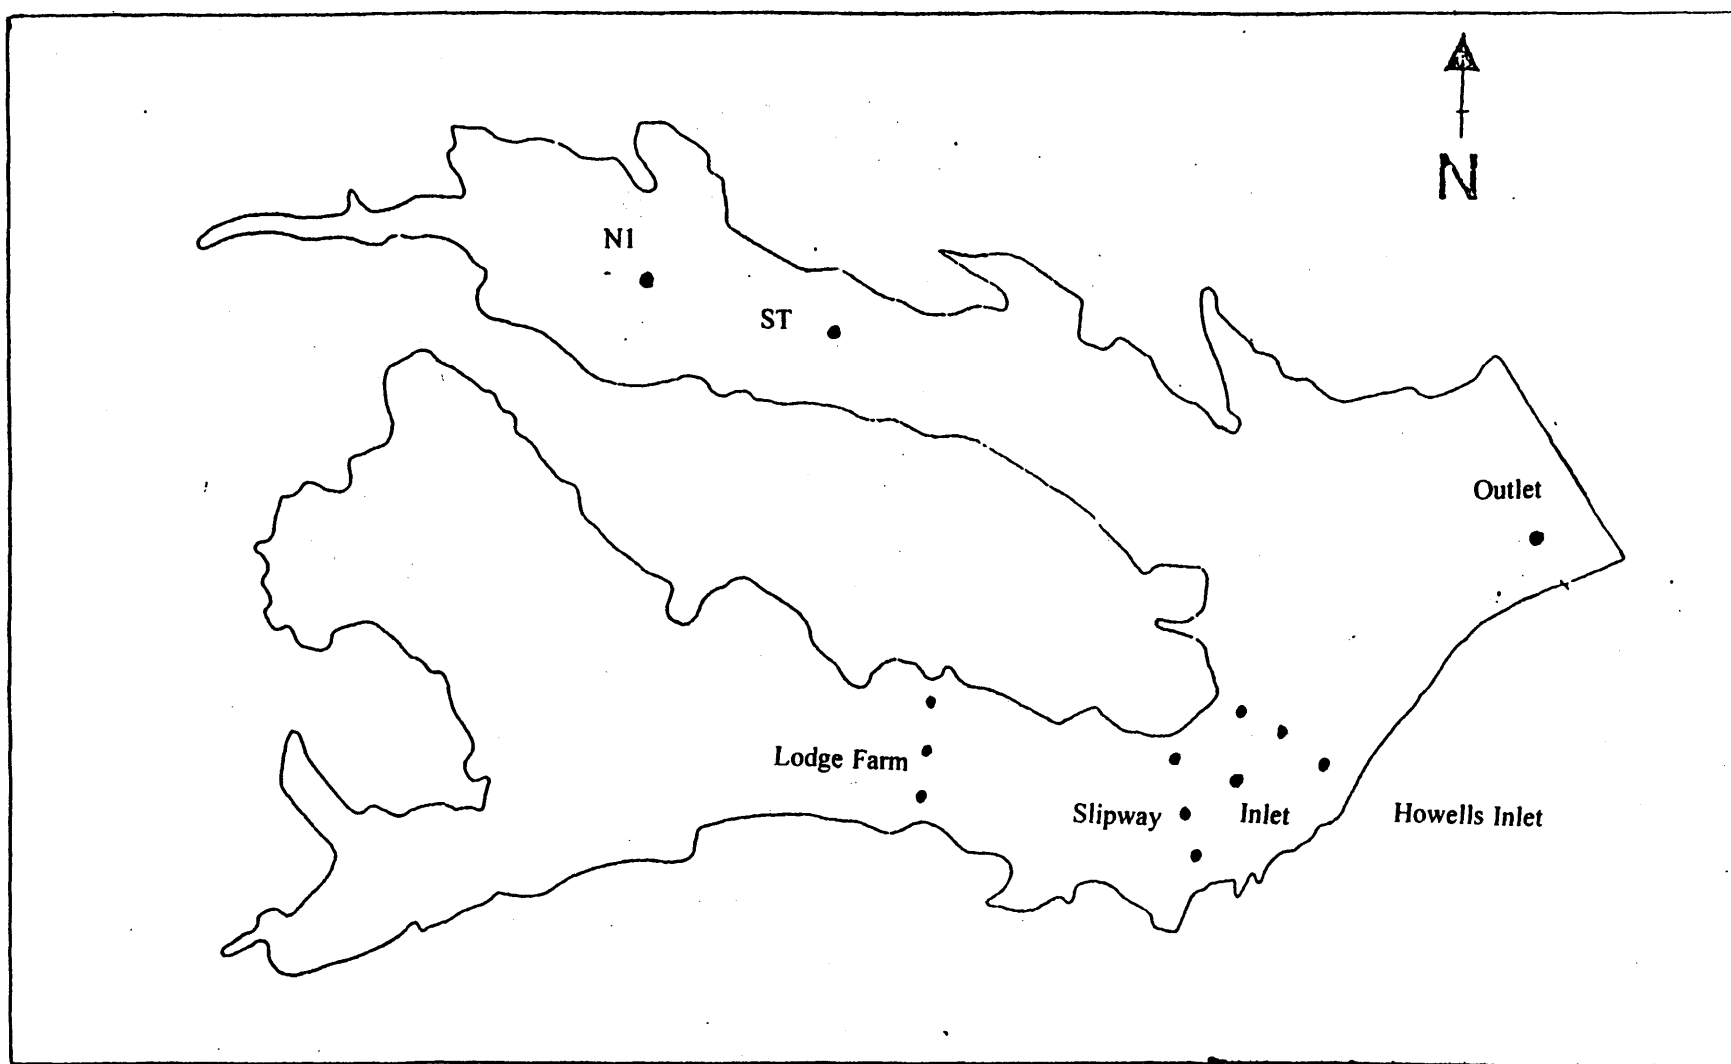 N
N1
ST
Outlet
Lodge Farm
Slipway
Inlet
Howells Inlet